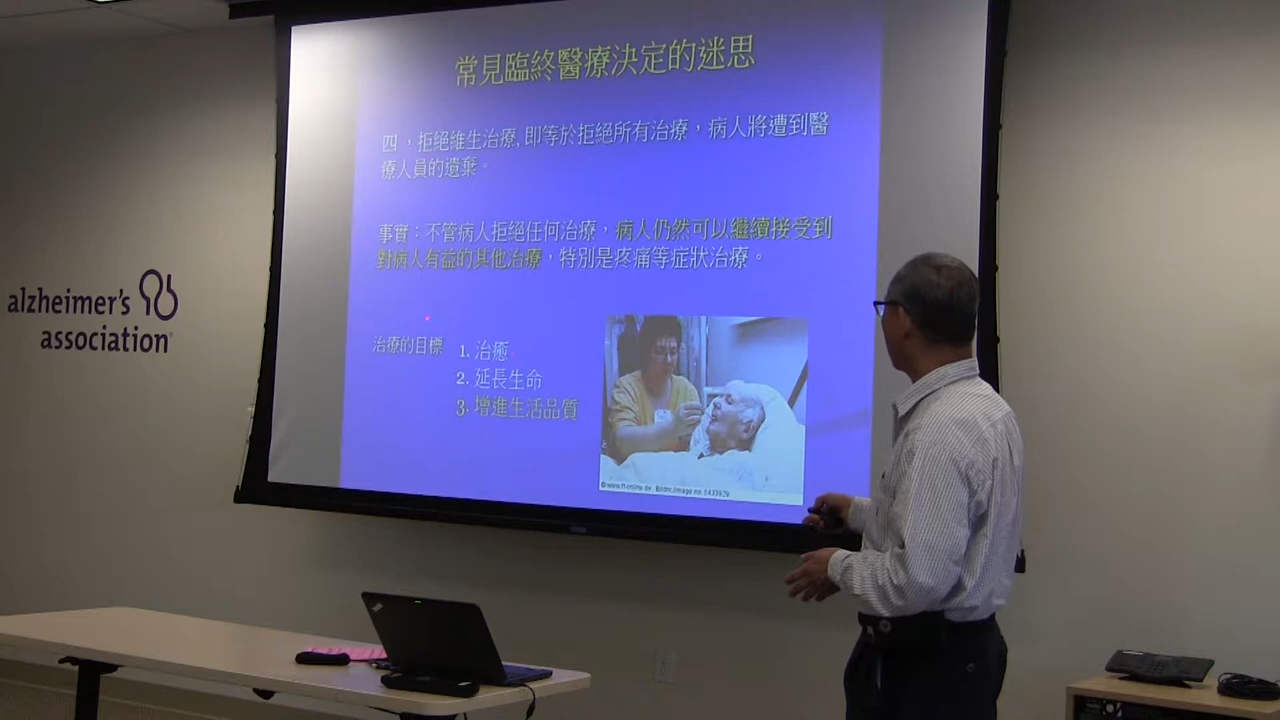 常見臨終醫療決定的迷思
四，拒絕維生治療, 即等於拒絕所有治療，病人將遭到醫
療人員的遺棄。
事實：不管病人拒絕任何治療，病人仍然可以繼續接受到
對病人有益的其他治療，特別是疼痛等症狀治療。
alzheimer's
association
治療的目標
1. 治癒
2. 延長生命
3. 增進生活品質